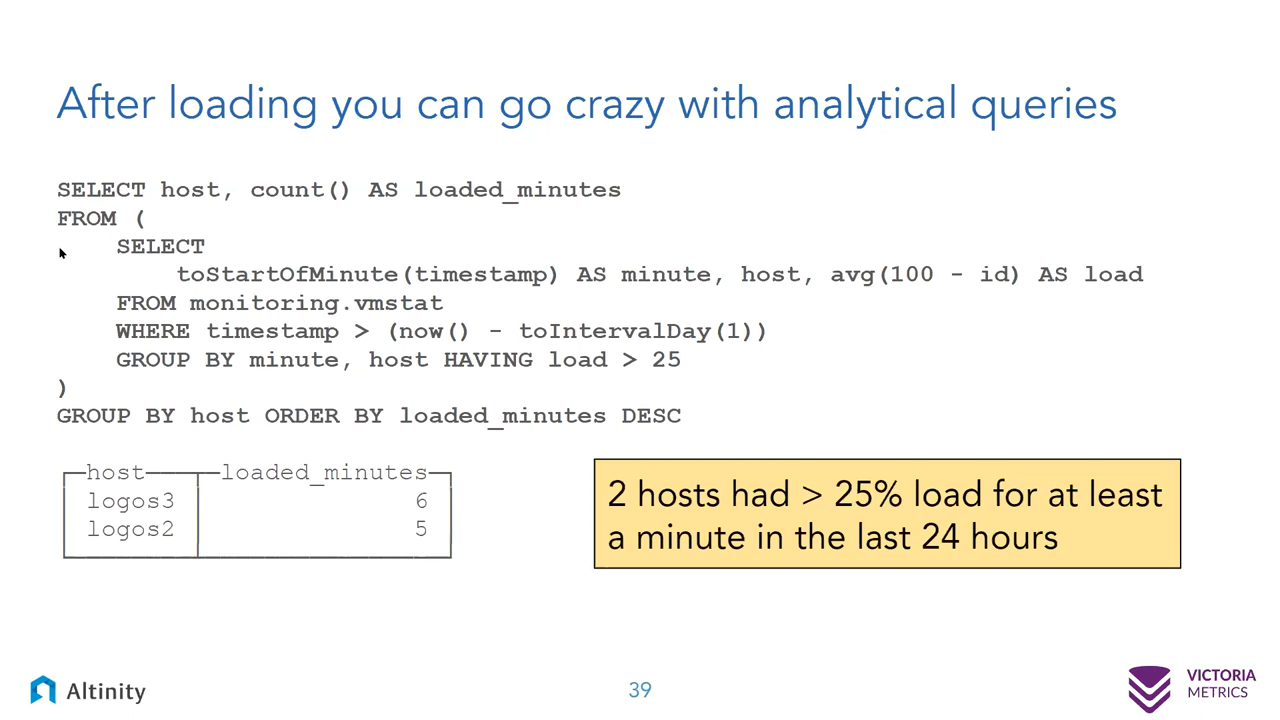 After loading you can go crazy with analytical queries
SELECT host, count() AS loaded_minutes
FROM (
    SELECT
        toStartOfMinute(timestamp) AS minute, host, avg(100 - id) AS load
    FROM monitoring.vmstat
    WHERE timestamp > (now() - toIntervalDay(1))
    GROUP BY minute, host HAVING load > 25
)
GROUP BY host ORDER BY loaded_minutes DESC
┌─host───┬─loaded_minutes─┐
│ logos3 │              6 │
│ logos2 │              5 │
└────────┴────────────────┘
2 hosts had > 25% load for at least
a minute in the last 24 hours
Altinity
39
VICTORIA
METRICS